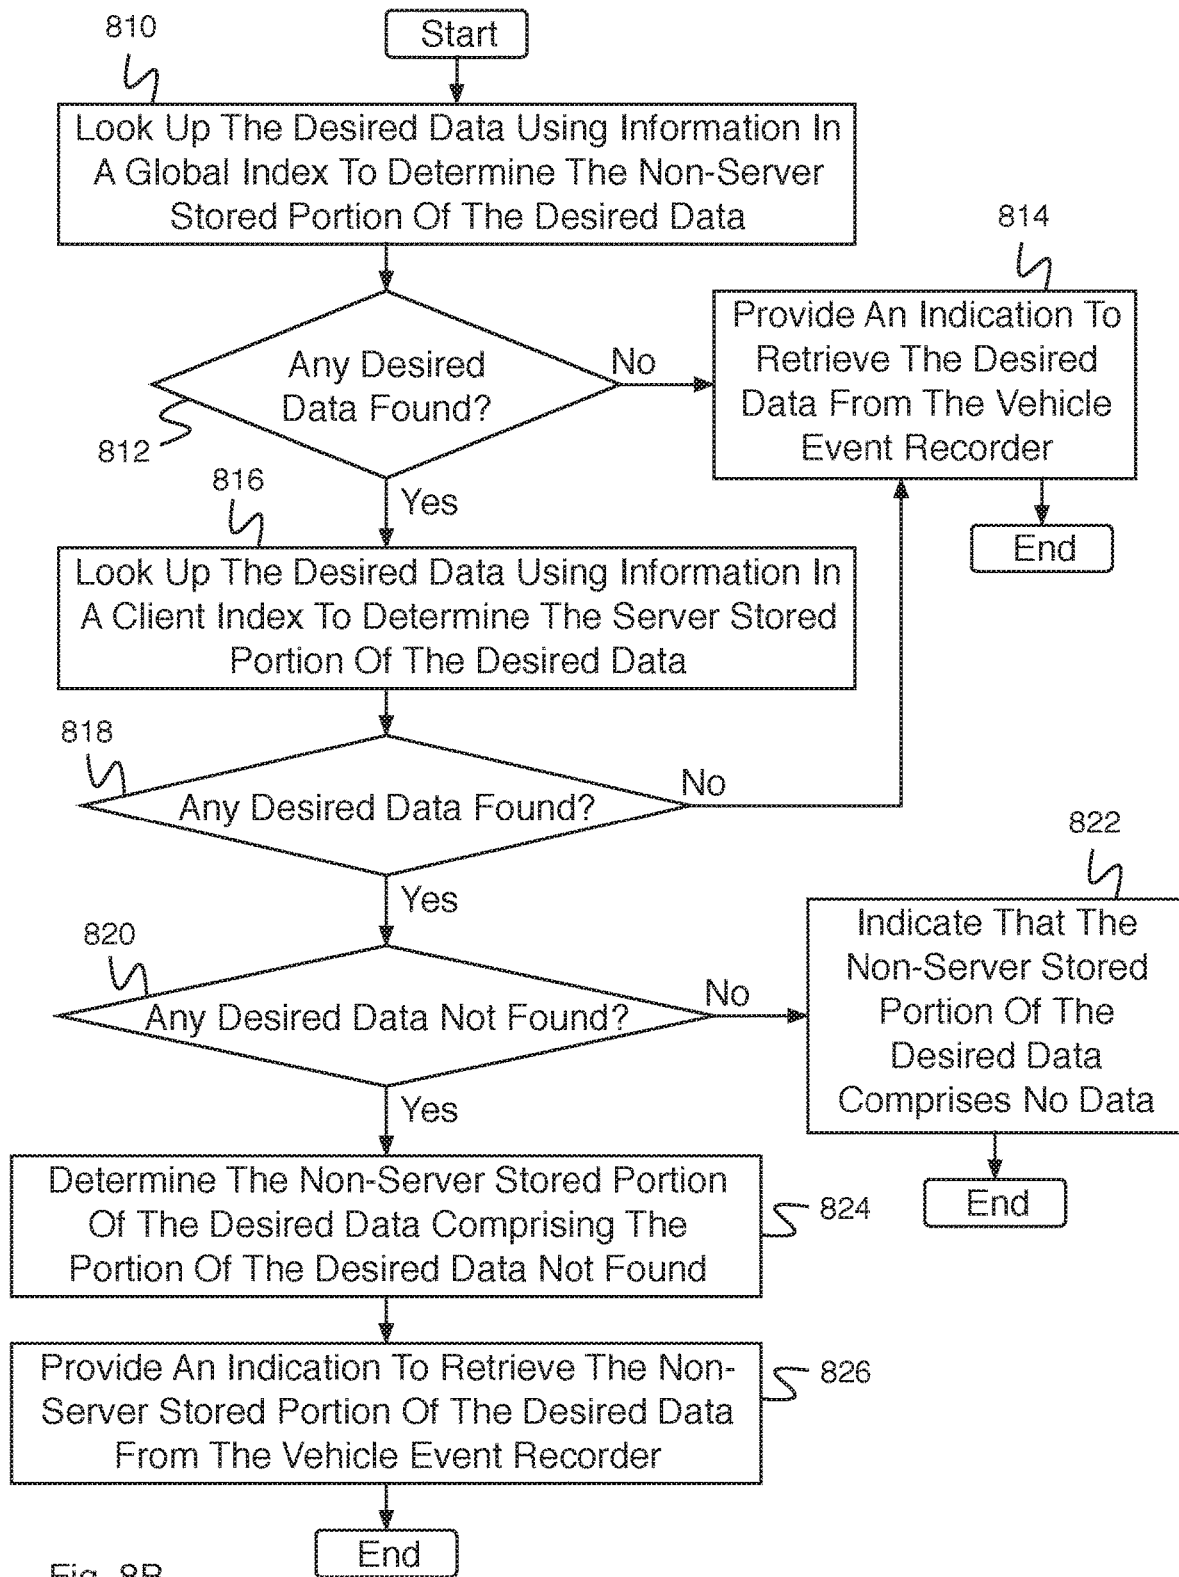 810
Start
Look Up The Desired Data Using Information In
A Global Index To Determine The Non-Server
Stored Portion Of The Desired Data
814
Provide An Indication To
Retrieve The Desired
Data From The Vehicle
Event Recorder
Any Desired
Data Found?
No
812
Yes
End
816
Look Up The Desired Data Using Information In
A Client Index To Determine The Server Stored
Portion Of The Desired Data
818
Any Desired Data Found?
No
Yes
822
Indicate That The
Non-Server Stored
Portion Of The
Desired Data
Comprises No Data
820
Any Desired Data Not Found?
No
Yes
End
Determine The Non-Server Stored Portion
Of The Desired Data Comprising The
Portion Of The Desired Data Not Found
824
Provide An Indication To Retrieve The Non-
Server Stored Portion Of The Desired Data
From The Vehicle Event Recorder
826
End
Fig. 8B